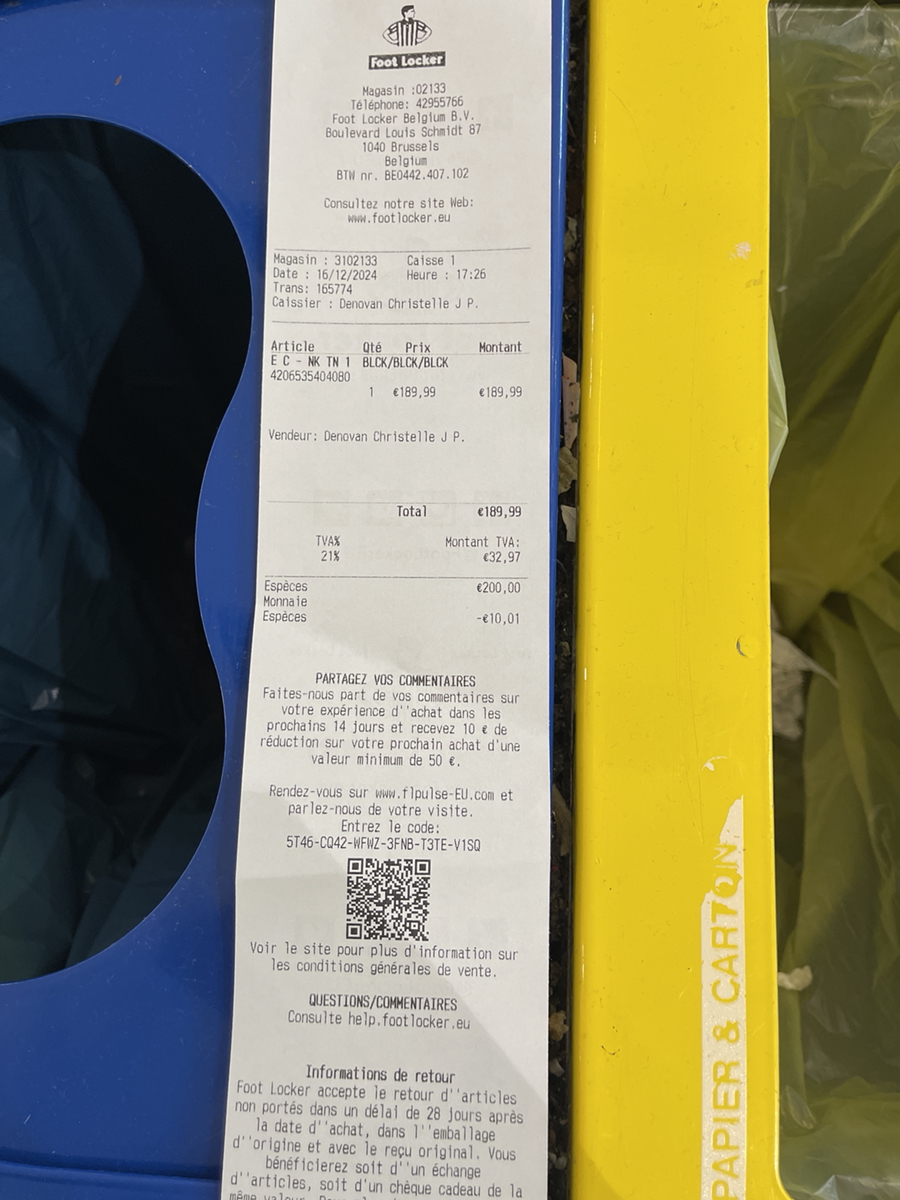 Foot Locker
Magasin :02133
Téléphone: 42955766
Foot Locker Belgium B.V.
Boulevard Louis Schmidt 87
1040 Brussels
Belgium
BTW nr. BE0442.407.102
Consultez notre site Web:
www.footlocker.eu
Magasin : 3102133 Caisse 1
Date : 16/12/2024 Heure : 17:26
Trans: 165774
Caissier : Denovan Christelle J P.
Article Qté Prix Montant
E C - NK TN 1 BLCK/BLCK/BLCK
4206535404080
1 €189,99 €189,99
Vendeur: Denovan Christelle J P.
Total €189,99
TVA% Montant TVA:
21% €32,97
Espèces €200,00
Monnaie
Espèces -€10,01
PARTAGEZ VOS COMMENTAIRES
Faites-nous part de vos commentaires sur
votre expérience d''achat dans les
prochains 14 jours et recevez 10 € de
réduction sur votre prochain achat d'une
valeur minimum de 50 €.
Rendez-vous sur www.flpulse-EU.com et
parlez-nous de votre visite.
Entrez le code:
5T46-CQ42-WFWZ-3FNB-T3TE-V1SQ
Voir le site pour plus d'information sur
les conditions générales de vente.
QUESTIONS/COMMENTAIRES
Consulte help.footlocker.eu
Informations de retour
Foot Locker accepte le retour d''articles
non portés dans un délai de 28 jours après
la date d''achat, dans l''emballage
d''origine et avec le reçu original. Vous
bénéficierez soit d''un échange
d''articles, soit d'un chèque cadeau de la
même valeur.
PAPIER & CARTON